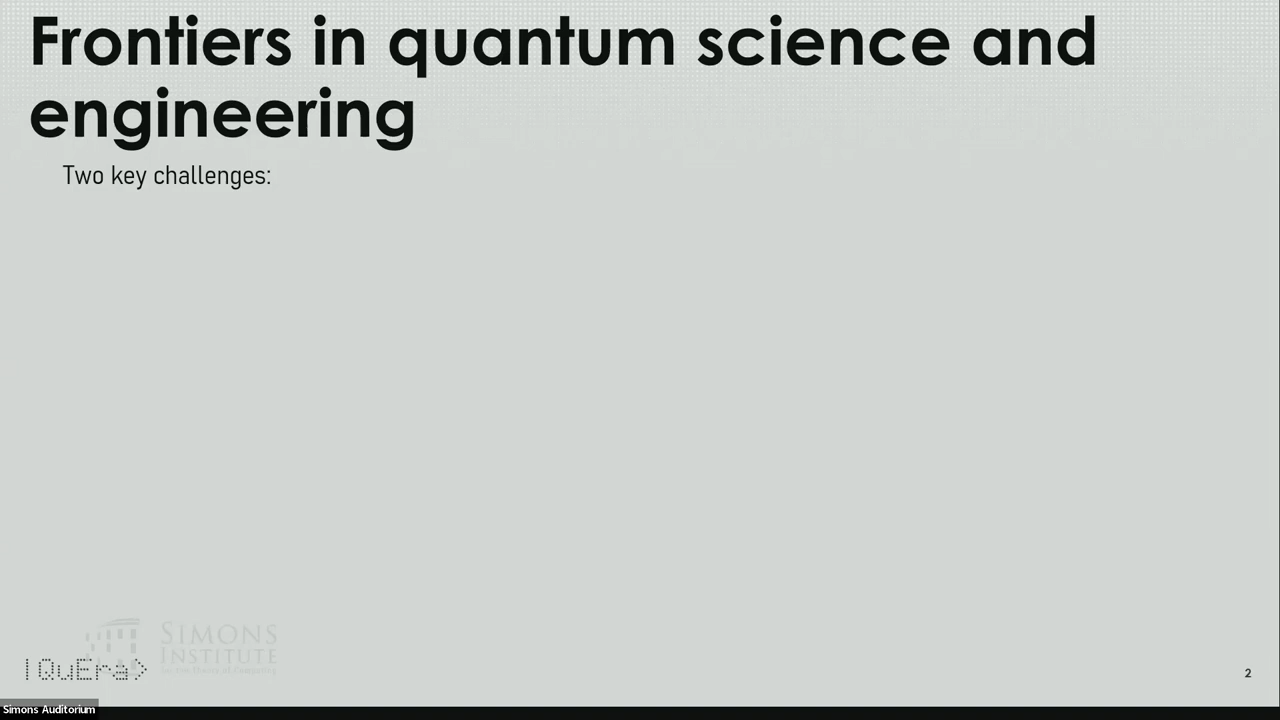 Frontiers in quantum science and
engineering
Two key challenges:
SIMONS
INSTITUTE
|QuEra>
2
Simons Auditorium